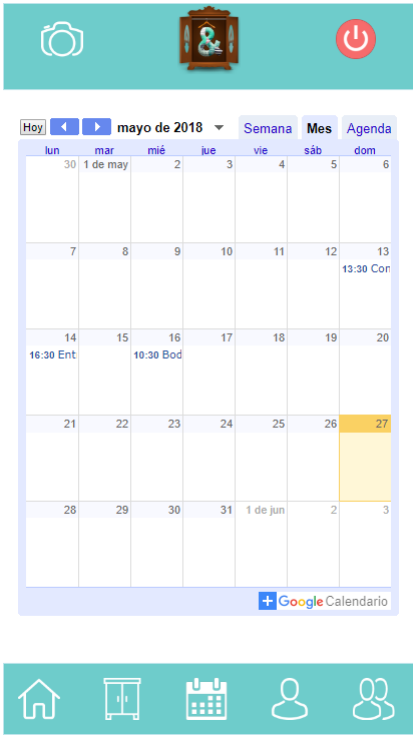 &
Hoy mayo de 2018 Semana Mes Agenda
lun mar mié jue vie sáb dom
30 1 de may 2 3 4 5 6
7 8 9 10 11 12 13
13:30 Con
14 15 16 17 18 19 20
16:30 Ent 10:30 Bod
21 22 23 24 25 26 27
28 29 30 31 1 de jun 2 3
Google Calendario